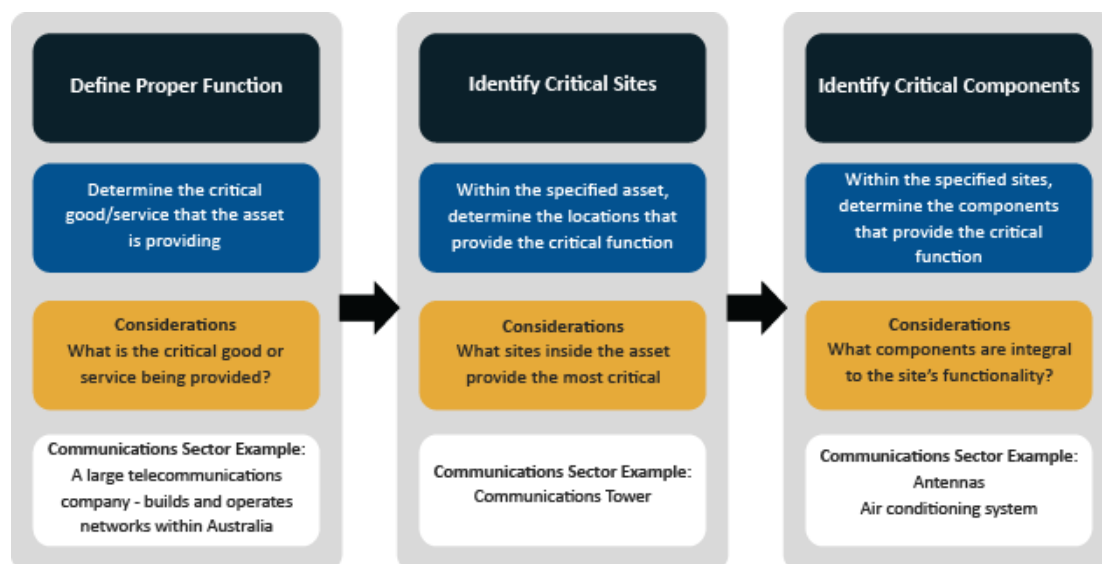 Define Proper Function
Determine the critical
good/service that the asset
is providing
Considerations
What is the critical good or
service being provided?
Communications Sector Example:
A large telecommunications
company - builds and operates
networks within Australia
Identify Critical Sites
Within the specified asset,
determine the locations that
provide the critical function
Considerations
What sites inside the asset
provide the most critical
Communications Sector Example:
Communications Tower
Identify Critical Components
Within the specified sites,
determine the components
that provide the critical
function
Considerations
What components are integral
to the site's functionality?
Communications Sector Example:
Antennas
Air conditioning system